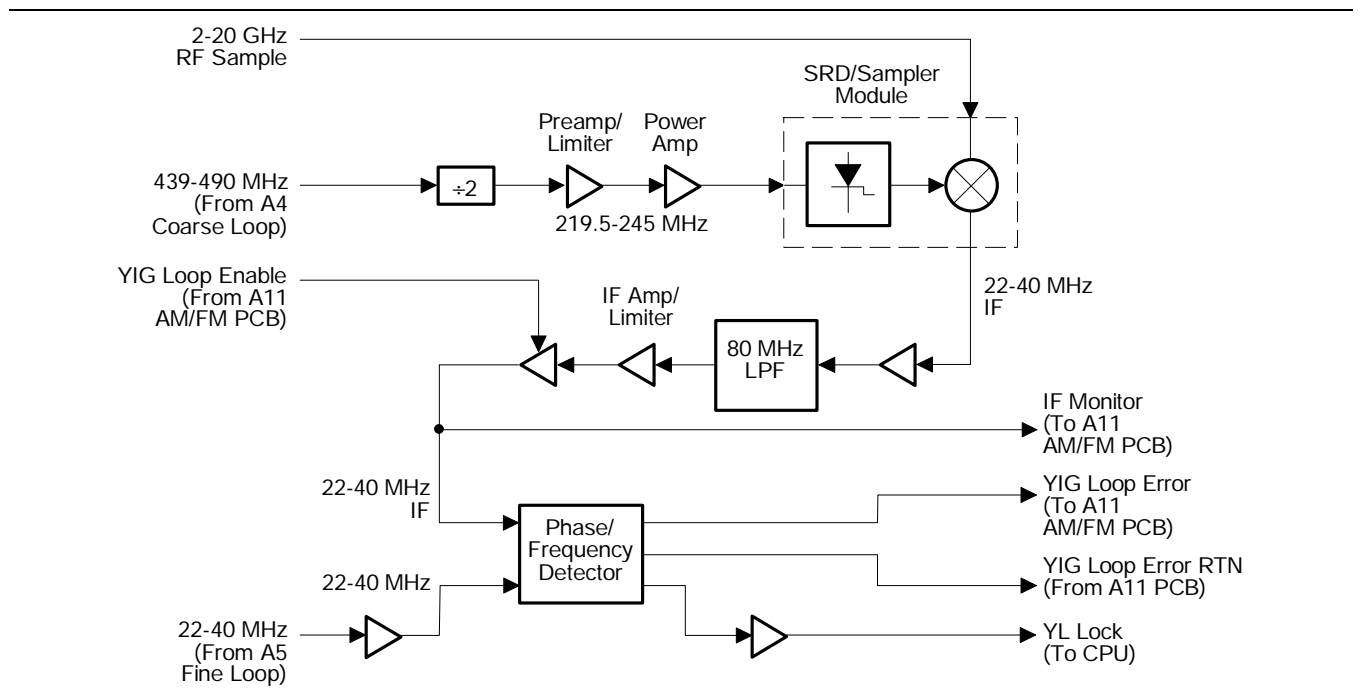 2-20 GHz
RF Sample
SRD/Sampler
Module
Preamp/
Limiter
Power
Amp
439-490 MHz
(From A4
Coarse Loop)
÷2
219.5-245 MHz
YIG Loop Enable
(From A11
AM/FM PCB)
IF Amp/
Limiter
80 MHz
LPF
22-40 MHz
IF
IF Monitor
(To A11
AM/FM PCB)
22-40 MHz
IF
Phase/
Frequency
Detector
YIG Loop Error
(To A11
AM/FM PCB)
22-40 MHz
YIG Loop Error RTN
(From A11 PCB)
22-40 MHz
(From A5
Fine Loop)
YL Lock
(To CPU)